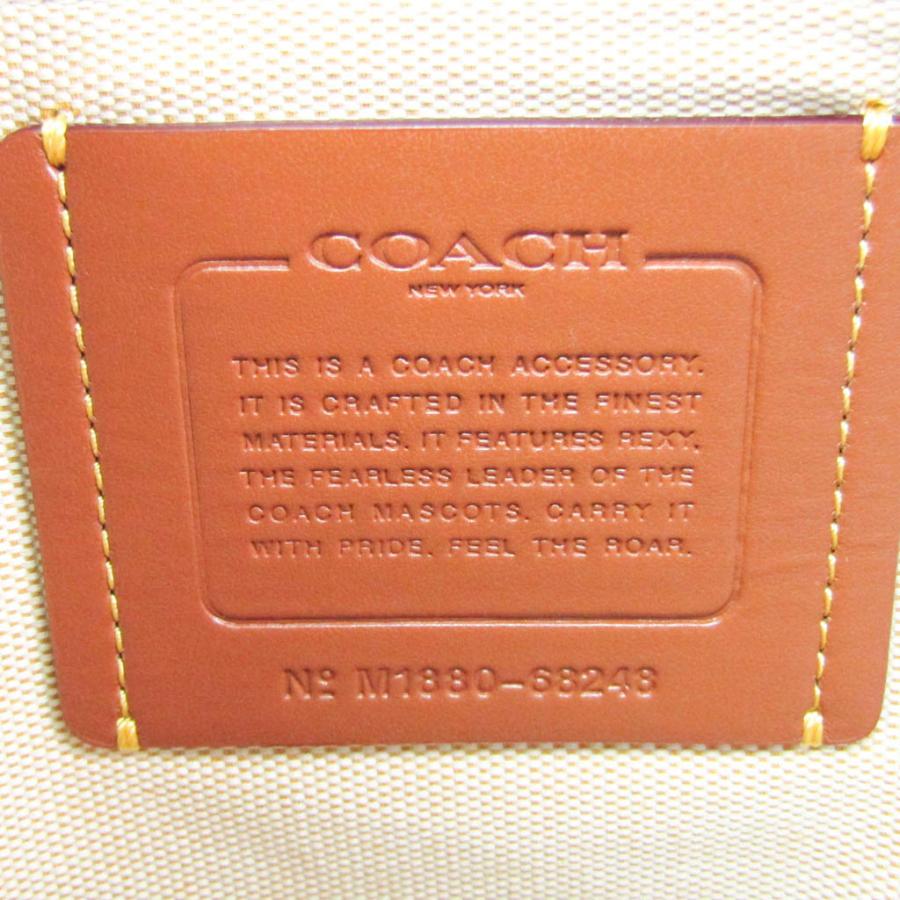 COACH
NEW YORK
THIS IS A COACH ACCESSORY.
IT IS CRAFTED IN THE FINEST
MATERIALS. IT FEATURES REXY,
THE FEARLESS LEADER OF THE
COACH MASCOTS. CARRY IT
WITH PRIDE. FEEL THE ROAR.
Nº M1880-68248